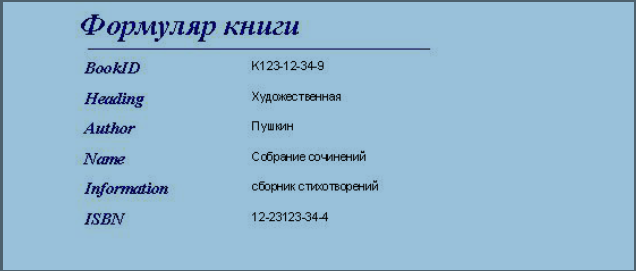 Формуляр книги
BookID К123-12-34-9
Heading Художественная
Author Пушкин
Name Собрание сочинений
Information сборник стихотворений
ISBN 12-23123-34-4